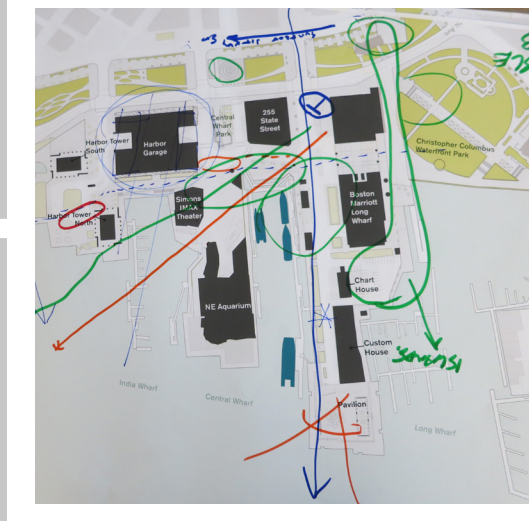 Central
Wharf
Park
255
State
Street
Harbor Tower
South
Harbor
Garage
Christopher Columbus
Waterfront Park
Simons
IMAX
Theater
Boston
Marriott
Long
Wharf
Harbor Tower
North
Chart
House
NE Aquarium
Custom
House
India Wharf
Central Wharf
Pavilion
Long Wharf
ISLANDS
T